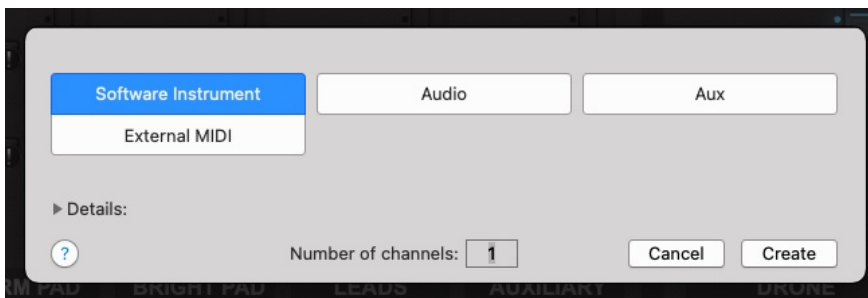 Software Instrument
Audio
Aux
External MIDI
Details:
?
Number of channels: 1
Cancel
Create
BRIGHT PAD
LEADS
AUXILIARY
DRONE